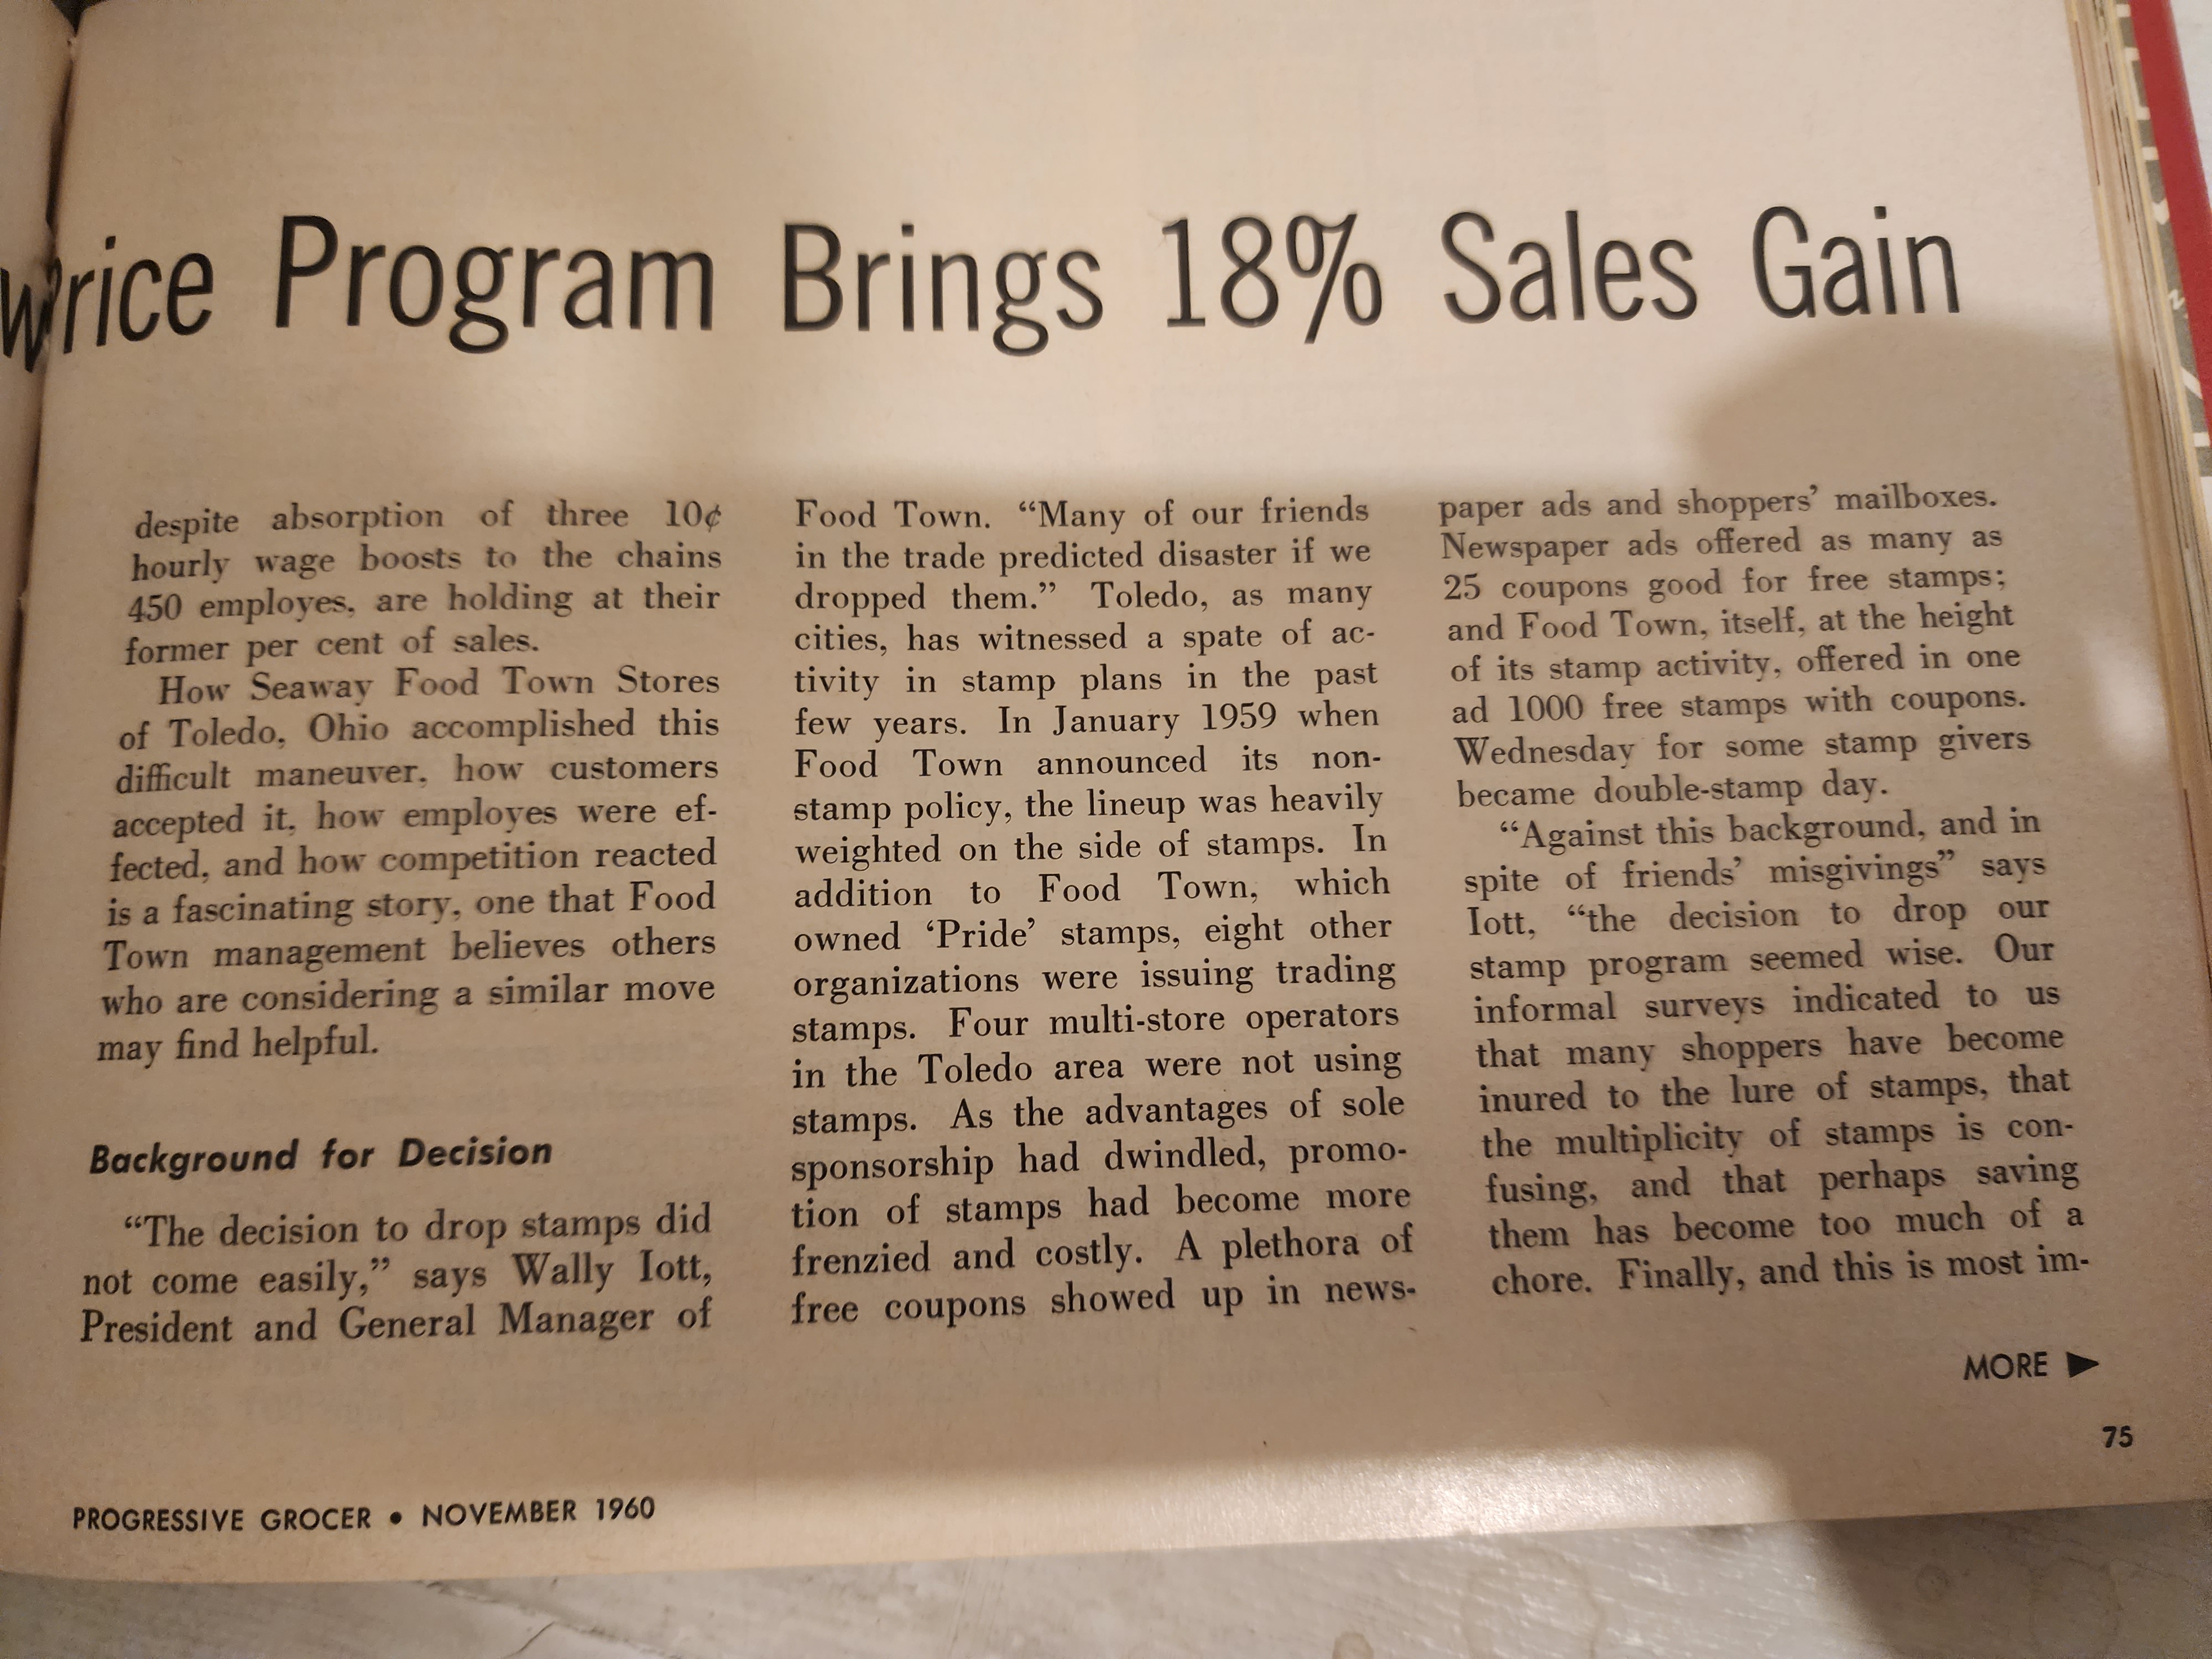 Price Program Brings 18% Sales Gain
despite absorption of three 10¢
hourly wage boosts to the chains
450 employes, are holding at their
former per cent of sales.
How Seaway Food Town Stores
of Toledo, Ohio accomplished this
difficult maneuver, how customers
accepted it, how employes were ef-
fected, and how competition reacted
is a fascinating story, one that Food
Town management believes others
who are considering a similar move
may find helpful.
Background for Decision
“The decision to drop stamps did
not come easily,” says Wally Iott,
President and General Manager of
Food Town. “Many of our friends
in the trade predicted disaster if we
dropped them.” Toledo, as many
cities, has witnessed a spate of ac-
tivity in stamp plans in the past
few years. In January 1959 when
Food Town announced its non-
stamp policy, the lineup was heavily
weighted on the side of stamps. In
addition to Food Town, which
owned ‘Pride’ stamps, eight other
organizations were issuing trading
stamps. Four multi-store operators
in the Toledo area were not using
stamps. As the advantages of sole
sponsorship had dwindled, promo-
tion of stamps had become more
frenzied and costly. A plethora of
free coupons showed up in news-
paper ads and shoppers’ mailboxes.
Newspaper ads offered as many as
25 coupons good for free stamps;
and Food Town, itself, at the height
of its stamp activity, offered in one
ad 1000 free stamps with coupons.
Wednesday for some stamp givers
became double-stamp day.
“Against this background, and in
spite of friends’ misgivings” says
Iott, “the decision to drop our
stamp program seemed wise. Our
informal surveys indicated to us
that many shoppers have become
inured to the lure of stamps, that
the multiplicity of stamps is con-
fusing, and that perhaps saving
them has become too much of a
chore. Finally, and this is most im-
MORE ►
75
PROGRESSIVE GROCER • NOVEMBER 1960